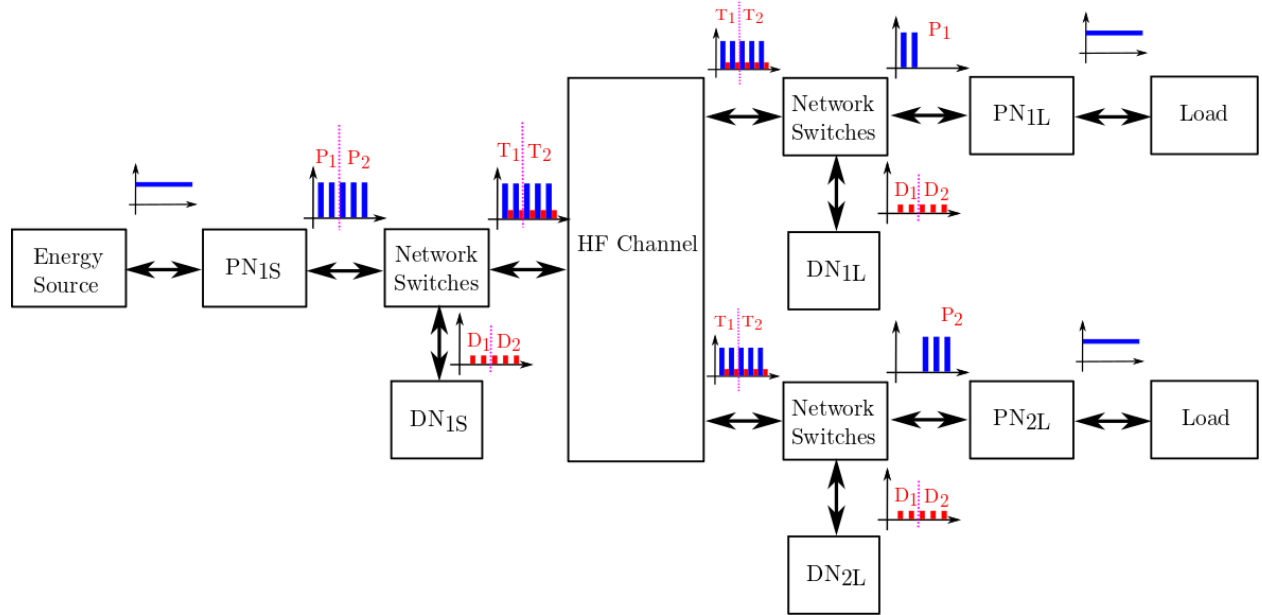 T1 T2
P1
Network
Switches
PN1L
Load
P1 P2
T1 T2
D1 D2
Energy
Source
PN1S
Network
Switches
HF Channel
DN1L
D1 D2
DN1S
T1 T2
P2
Network
Switches
PN2L
Load
D1 D2
DN2L